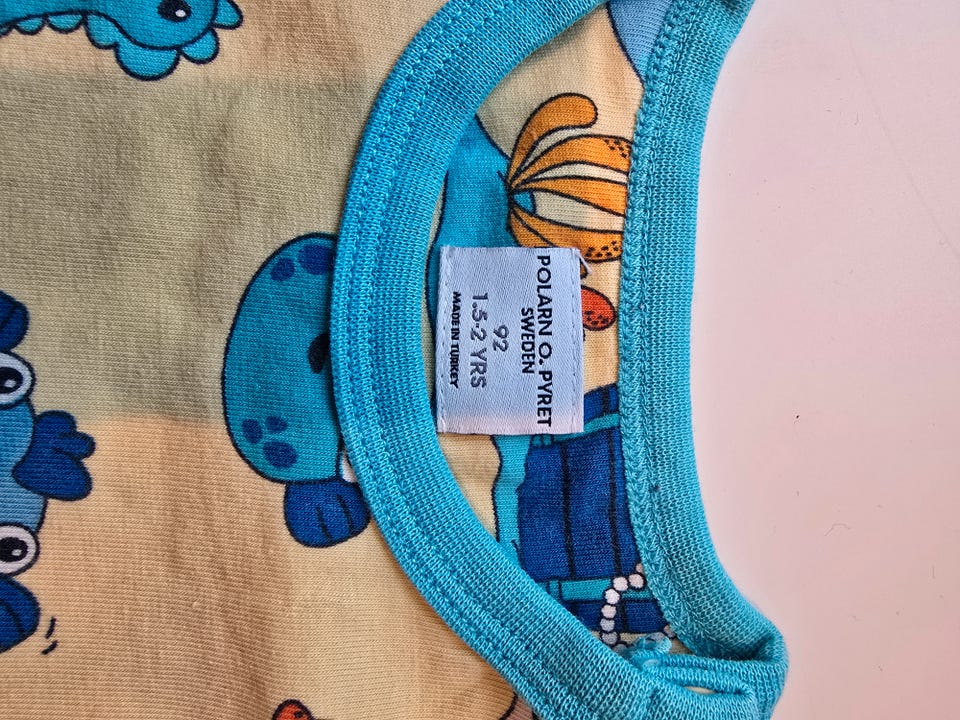 POLARN O. PYRET
SWEDEN
92
1.5-2 YRS
MADE IN TURKEY